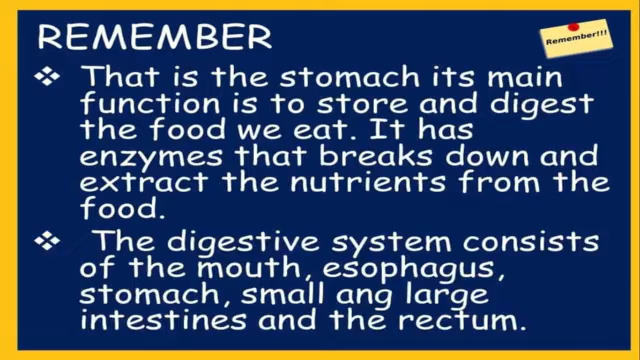 REMEMBER
Remember!!!
That is the stomach its main
function is to store and digest
the food we eat. It has
enzymes that breaks down and
extract the nutrients from the
food.
The digestive system consists
of the mouth, esophagus,
stomach, small ang large
intestines and the rectum.